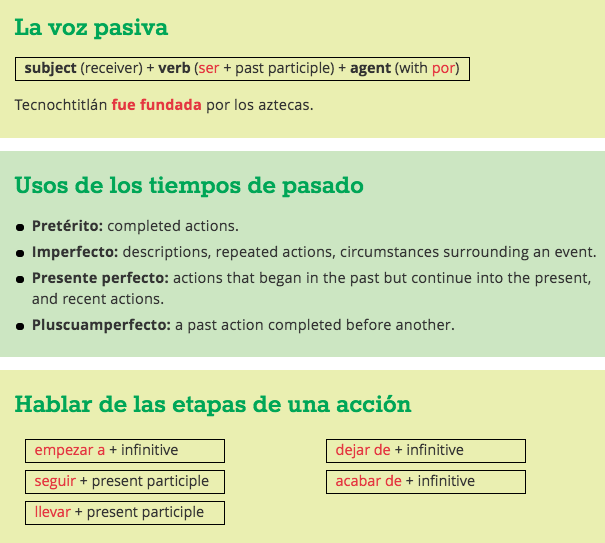 La voz pasiva
subject (receiver) + verb (ser + past participle) + agent (with por)
Tecnochtitlán fue fundada por los aztecas.
Usos de los tiempos de pasado
Pretérito: completed actions.
Imperfecto: descriptions, repeated actions, circumstances surrounding an event.
Presente perfecto: actions that began in the past but continue into the present,
and recent actions.
Pluscuamperfecto: a past action completed before another.
Hablar de las etapas de una acción
empezar a + infinitive
dejar de + infinitive
seguir + present participle
acabar de + infinitive
llevar + present participle